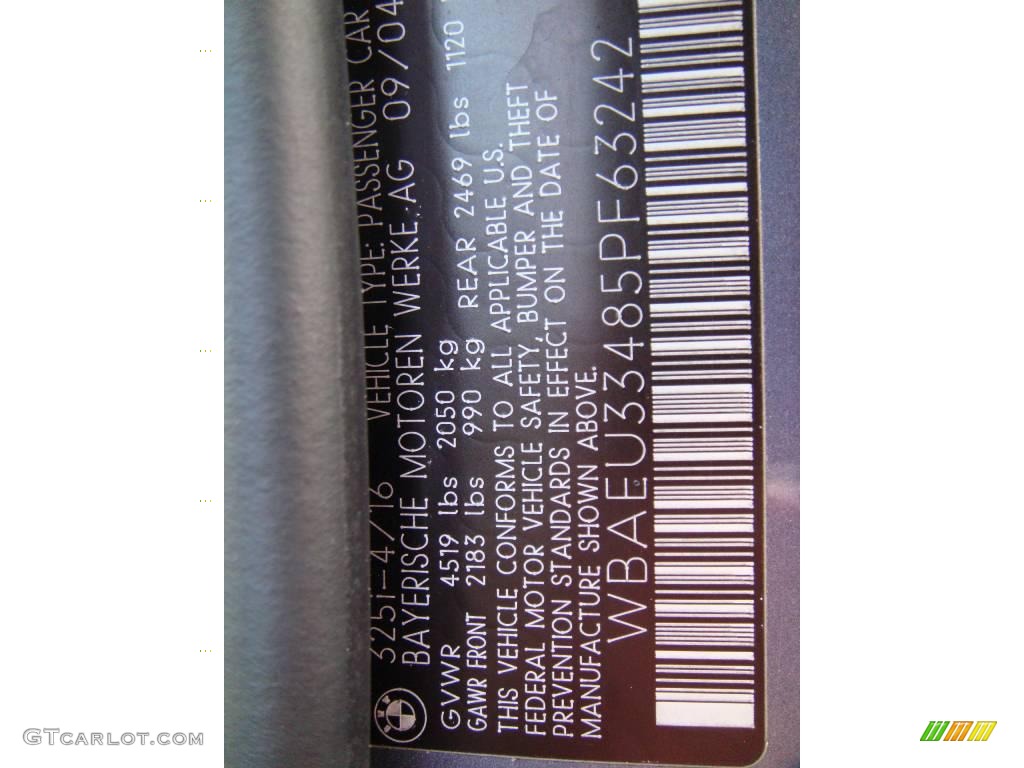 325i-4/16 VEHICLE TYPE: PASSENGER CAR
BAYERISCHE MOTOREN WERKE AG 09/04
GVWR 4519 lbs 2050 kg
GAWR FRONT 2183 lbs 990 kg REAR 2469 lbs 1120
THIS VEHICLE CONFORMS TO ALL APPLICABLE U.S.
FEDERAL MOTOR VEHICLE SAFETY, BUMPER AND THEFT
PREVENTION STANDARDS IN EFFECT ON THE DATE OF
MANUFACTURE SHOWN ABOVE.
WBAEU33485PF63242
GTCARLOT.COM